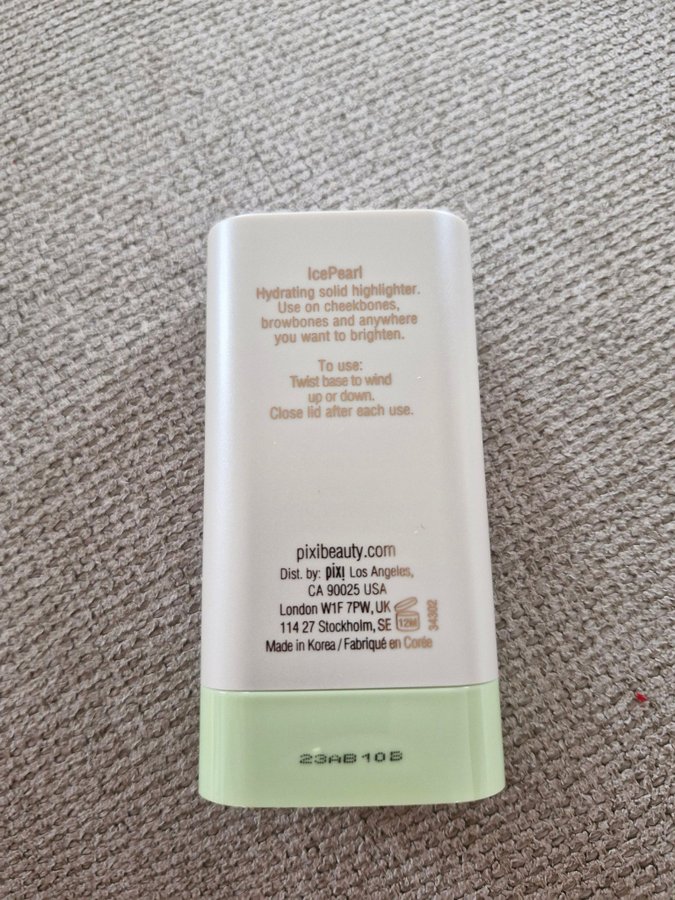 IcePearl
Hydrating solid highlighter.
Use on cheekbones,
browbones and anywhere
you want to brighten.
To use:
Twist base to wind
up or down.
Close lid after each use.
pixibeauty.com
Dist. by: pixi Los Angeles,
CA 90025 USA
London W1F 7PW, UK
114 27 Stockholm, SE
12M
34302
Made in Korea / Fabriqué en Corée
23AB10B